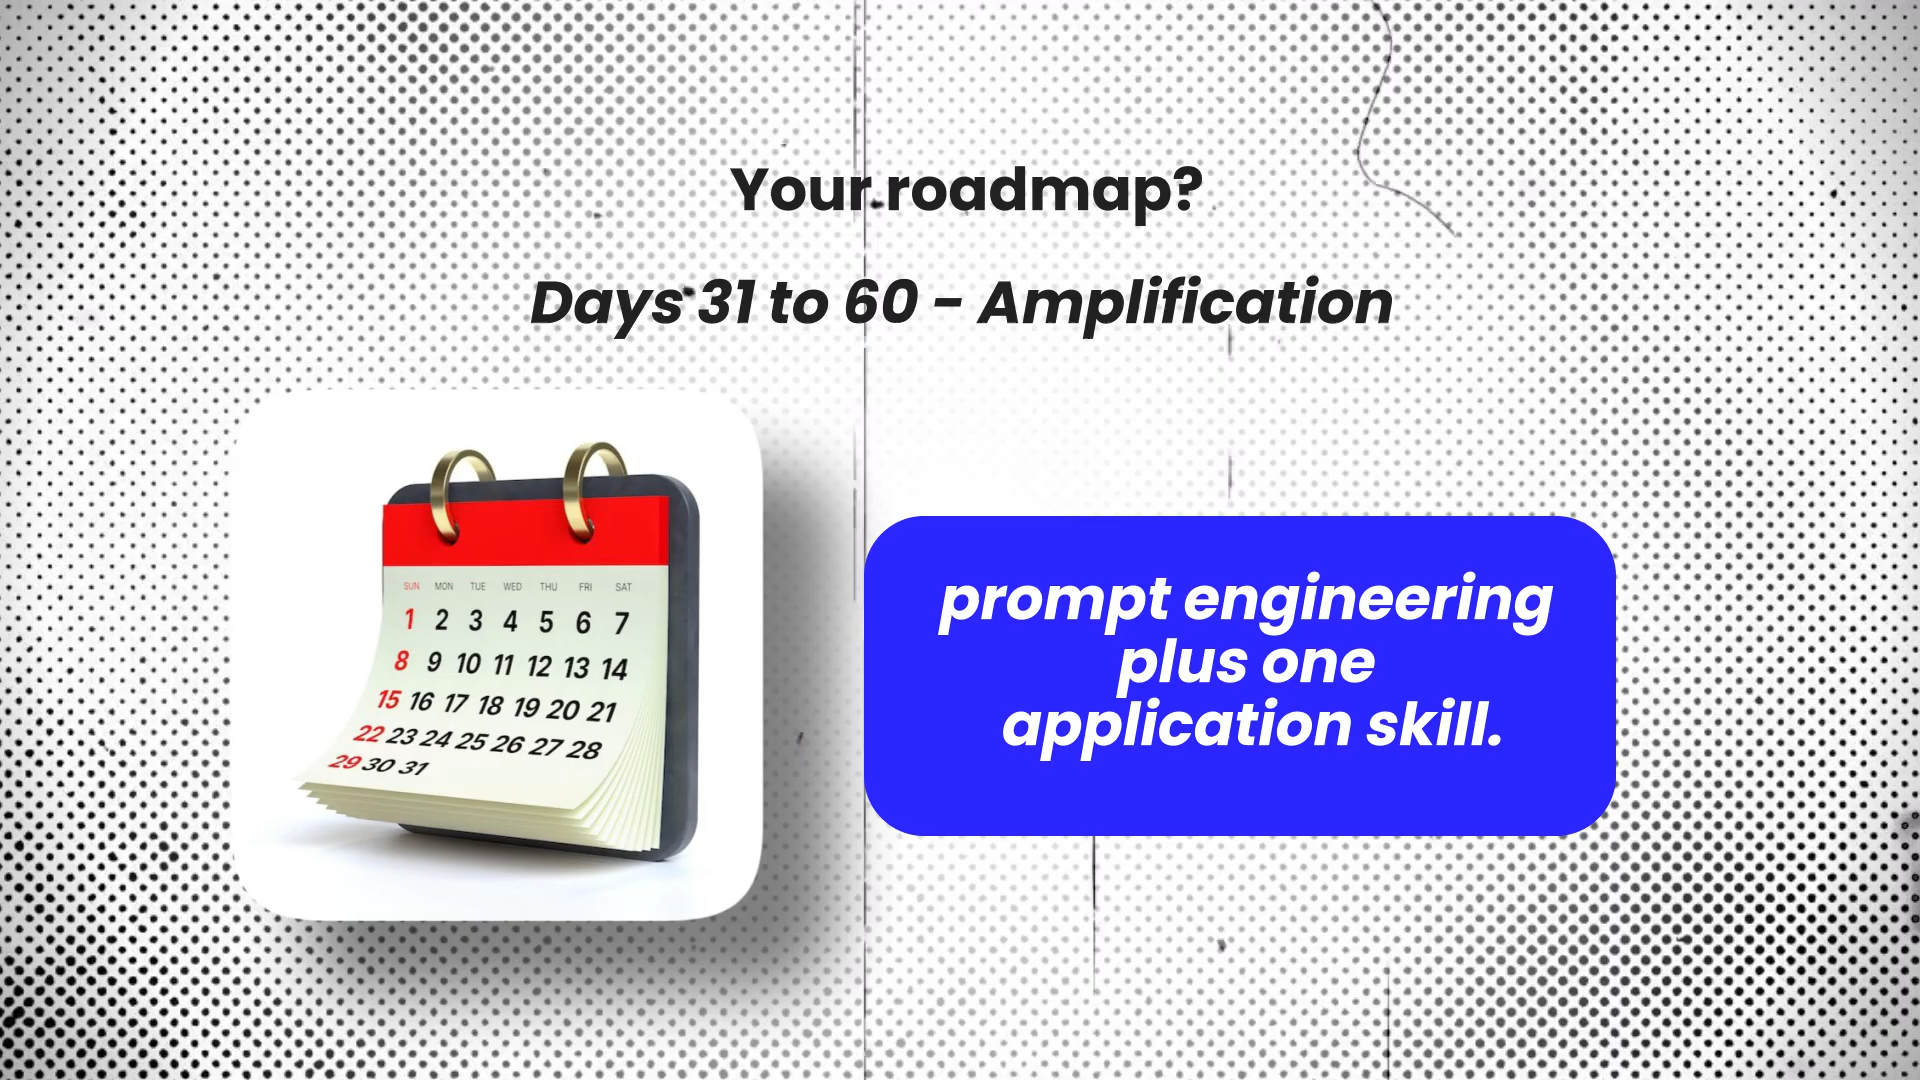 Your roadmap?
Days 31 to 60 - Amplification
SUN MON TUE WED THU FRI SAT
1 2 3 4 5 6 7
8 9 10 11 12 13 14
15 16 17 18 19 20 21
22 23 24 25 26 27 28
29 30 31
prompt engineering
plus one
application skill.